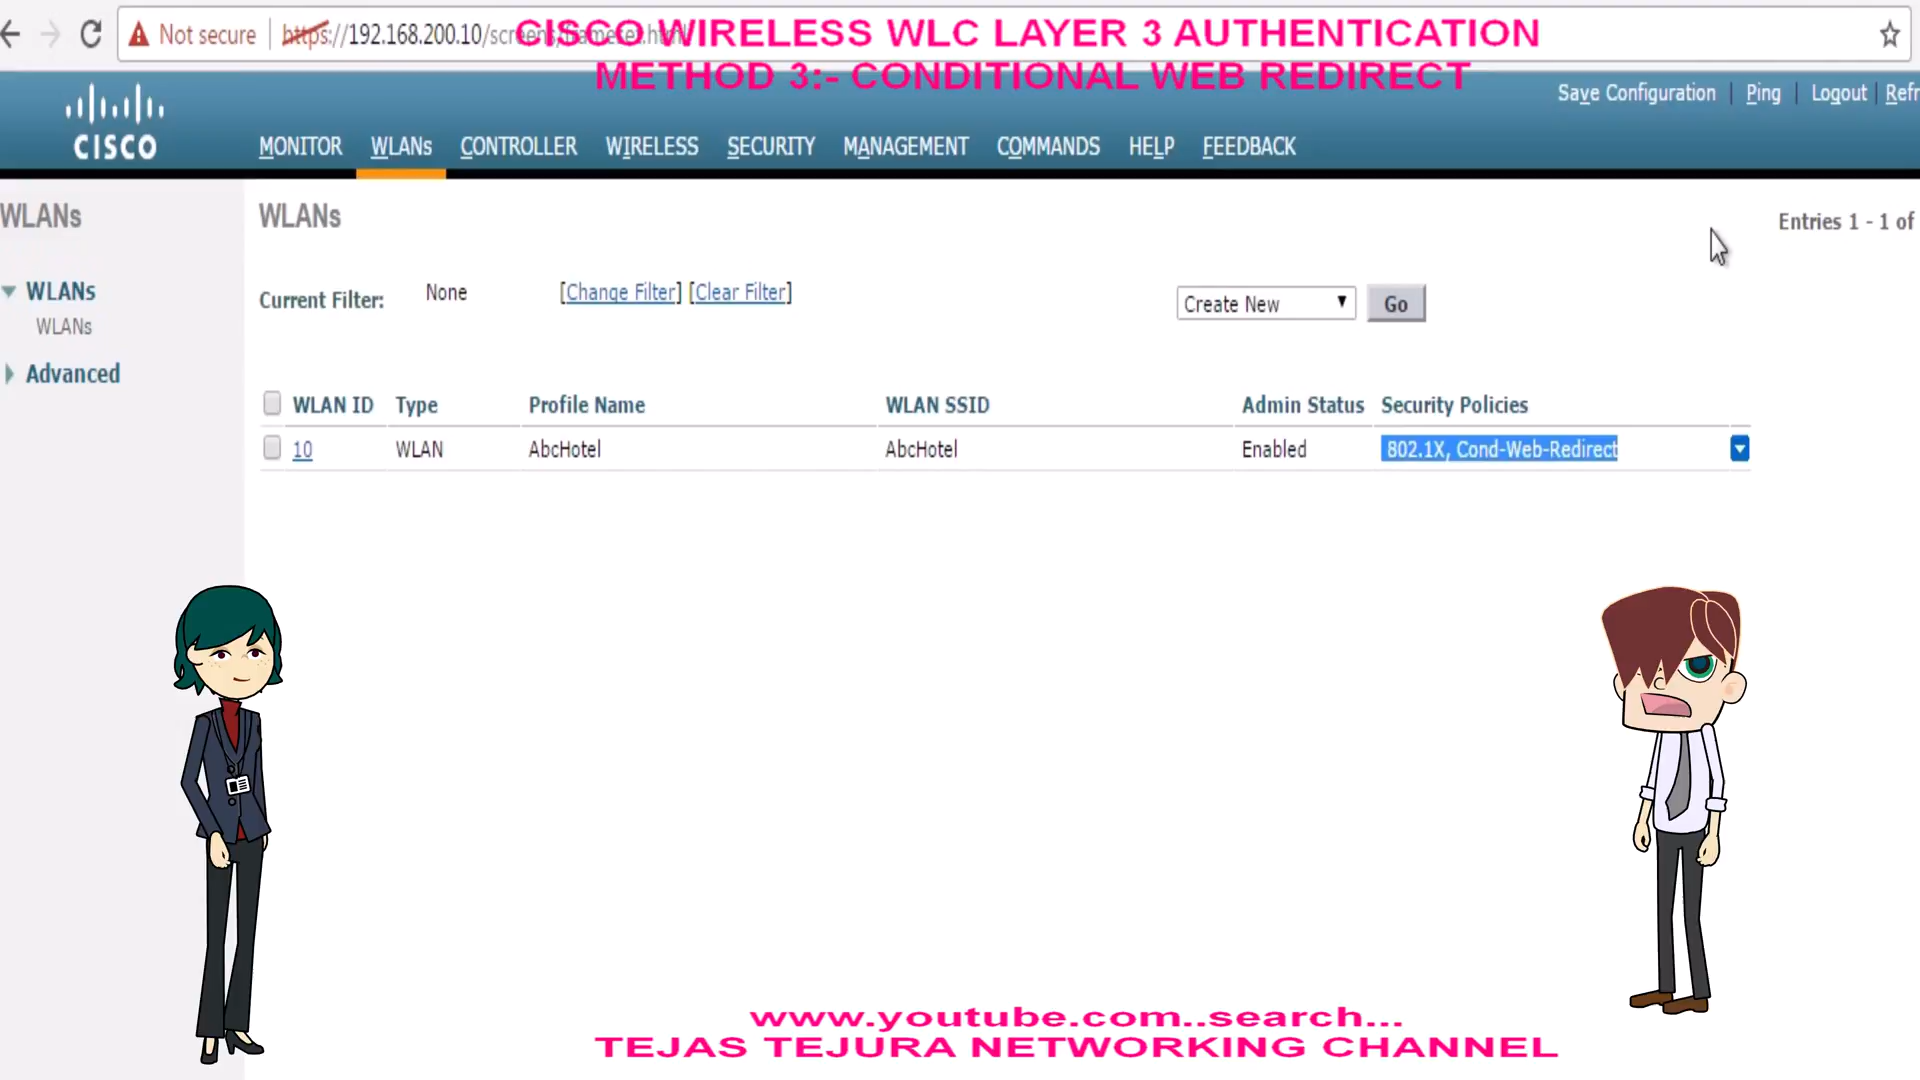 Not secure https://192.168.200.10/screens/frameset.html
CISCO WIRELESS WLC LAYER 3 AUTHENTICATION
METHOD 3:- CONDITIONAL WEB REDIRECT
Save Configuration | Ping | Logout | Refr
CISCO
MONITOR WLANs CONTROLLER WIRELESS SECURITY MANAGEMENT COMMANDS HELP FEEDBACK
WLANs
WLANs
Entries 1 - 1 of
WLANs
WLANs
Advanced
Current Filter: None [Change Filter] [Clear Filter]
Create New Go
WLAN ID Type Profile Name WLAN SSID Admin Status Security Policies
10 WLAN AbcHotel AbcHotel Enabled 802.1X, Cond-Web-Redirect
www.youtube.com..search...
TEJAS TEJURA NETWORKING CHANNEL